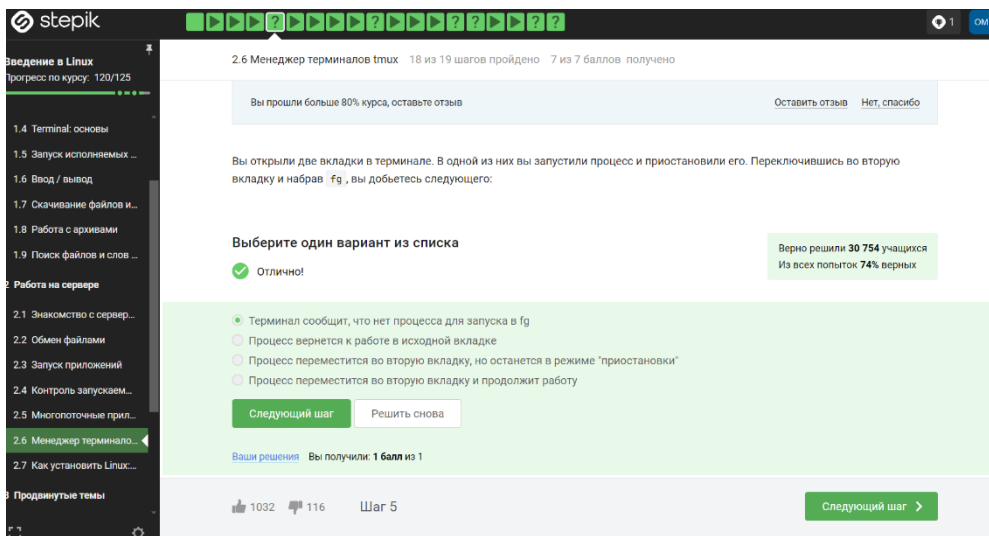 stepik
1
ОМ
Введение в Linux
Прогресс по курсу: 120/125
1.4 Terminal: основы
1.5 Запуск исполняемых ...
1.6 Ввод / вывод
1.7 Скачивание файлов и...
1.8 Работа с архивами
1.9 Поиск файлов и слов ...
2 Работа на сервере
2.1 Знакомство с сервер...
2.2 Обмен файлами
2.3 Запуск приложений
2.4 Контроль запускаем...
2.5 Многопоточные прил...
2.6 Менеджер терминало...
2.7 Как установить Linux:...
3 Продвинутые темы
2.6 Менеджер терминалов tmux 18 из 19 шагов пройдено 7 из 7 баллов получено
Вы прошли больше 80% курса, оставьте отзыв
Оставить отзыв Нет, спасибо
Вы открыли две вкладки в терминале. В одной из них вы запустили процесс и приостановили его. Переключившись во вторую
вкладку и набрав fg , вы добьетесь следующего:
Выберите один вариант из списка
Отлично!
Верно решили 30 754 учащихся
Из всех попыток 74% верных
Терминал сообщит, что нет процесса для запуска в fg
Процесс вернется к работе в исходной вкладке
Процесс переместится во вторую вкладку, но останется в режиме "приостановки"
Процесс переместится во вторую вкладку и продолжит работу
Следующий шаг Решить снова
Ваши решения Вы получили: 1 балл из 1
1032 116 Шаг 5
Следующий шаг